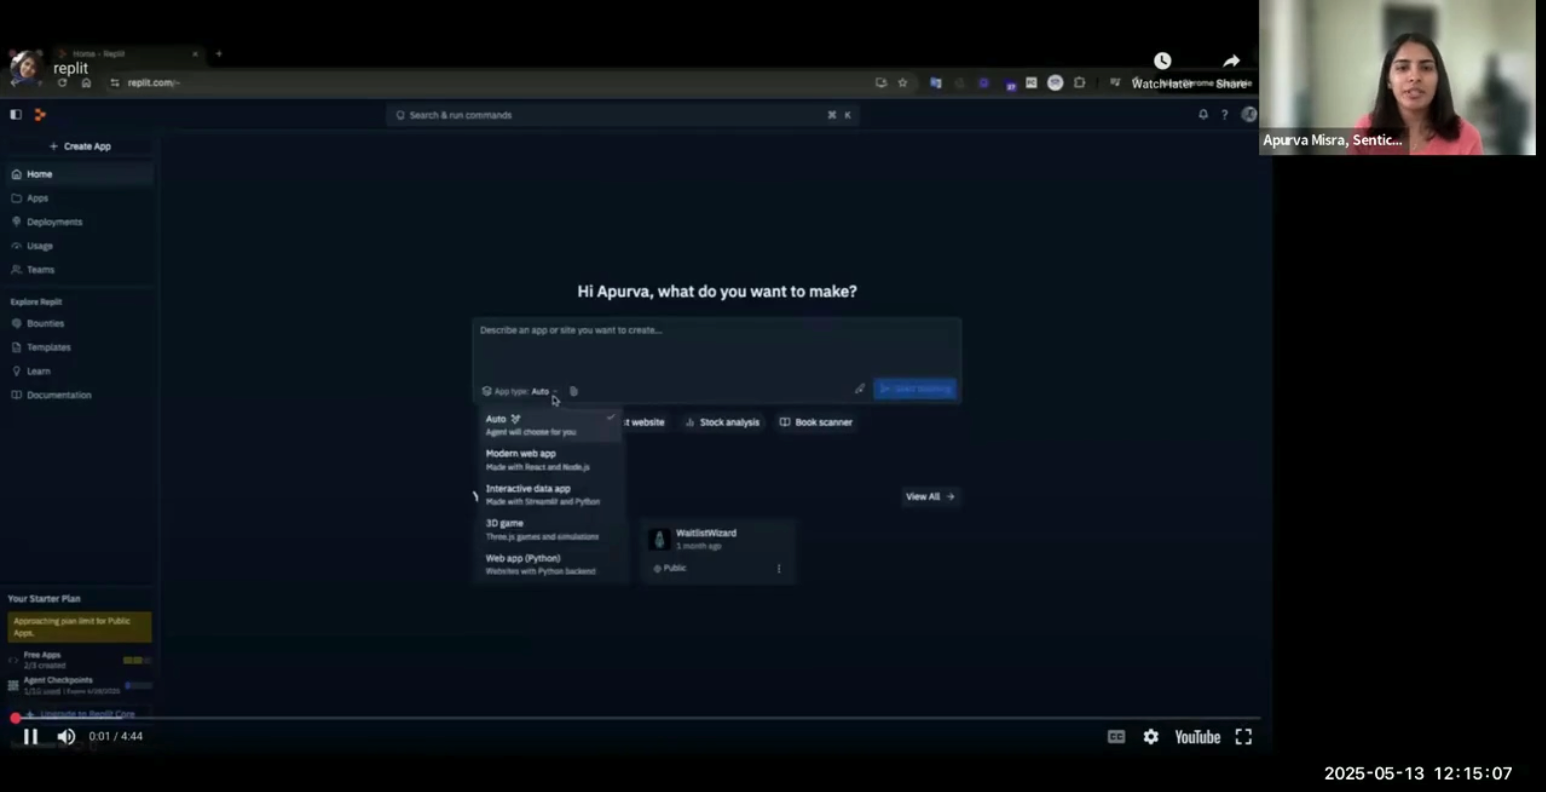 Home - Replit
replit
replit.com/~
Watch later
Share
Search & run commands
⌘ K
Apurva Misra, Sentic...
+ Create App
Home
Apps
Deployments
Usage
Teams
Explore Replit
Bounties
Templates
Learn
Documentation
Hi Apurva, what do you want to make?
Describe an app or site you want to create...
App type: Auto
Start building
Auto
Agent will choose for you
t website
Stock analysis
Book scanner
Modern web app
Made with React and Node.js
Interactive data app
Made with Streamlit and Python
View All →
3D game
Three.js games and simulations
Web app (Python)
Websites with Python backend
WaitlistWizard
1 month ago
Public
Your Starter Plan
Approaching plan limit for Public
Apps.
Free Apps
2/3 created
Agent Checkpoints
1/10 used
+ Upgrade to Replit Core
0:01 / 4:44
CC
YouTube
2025-05-13 12:15:07